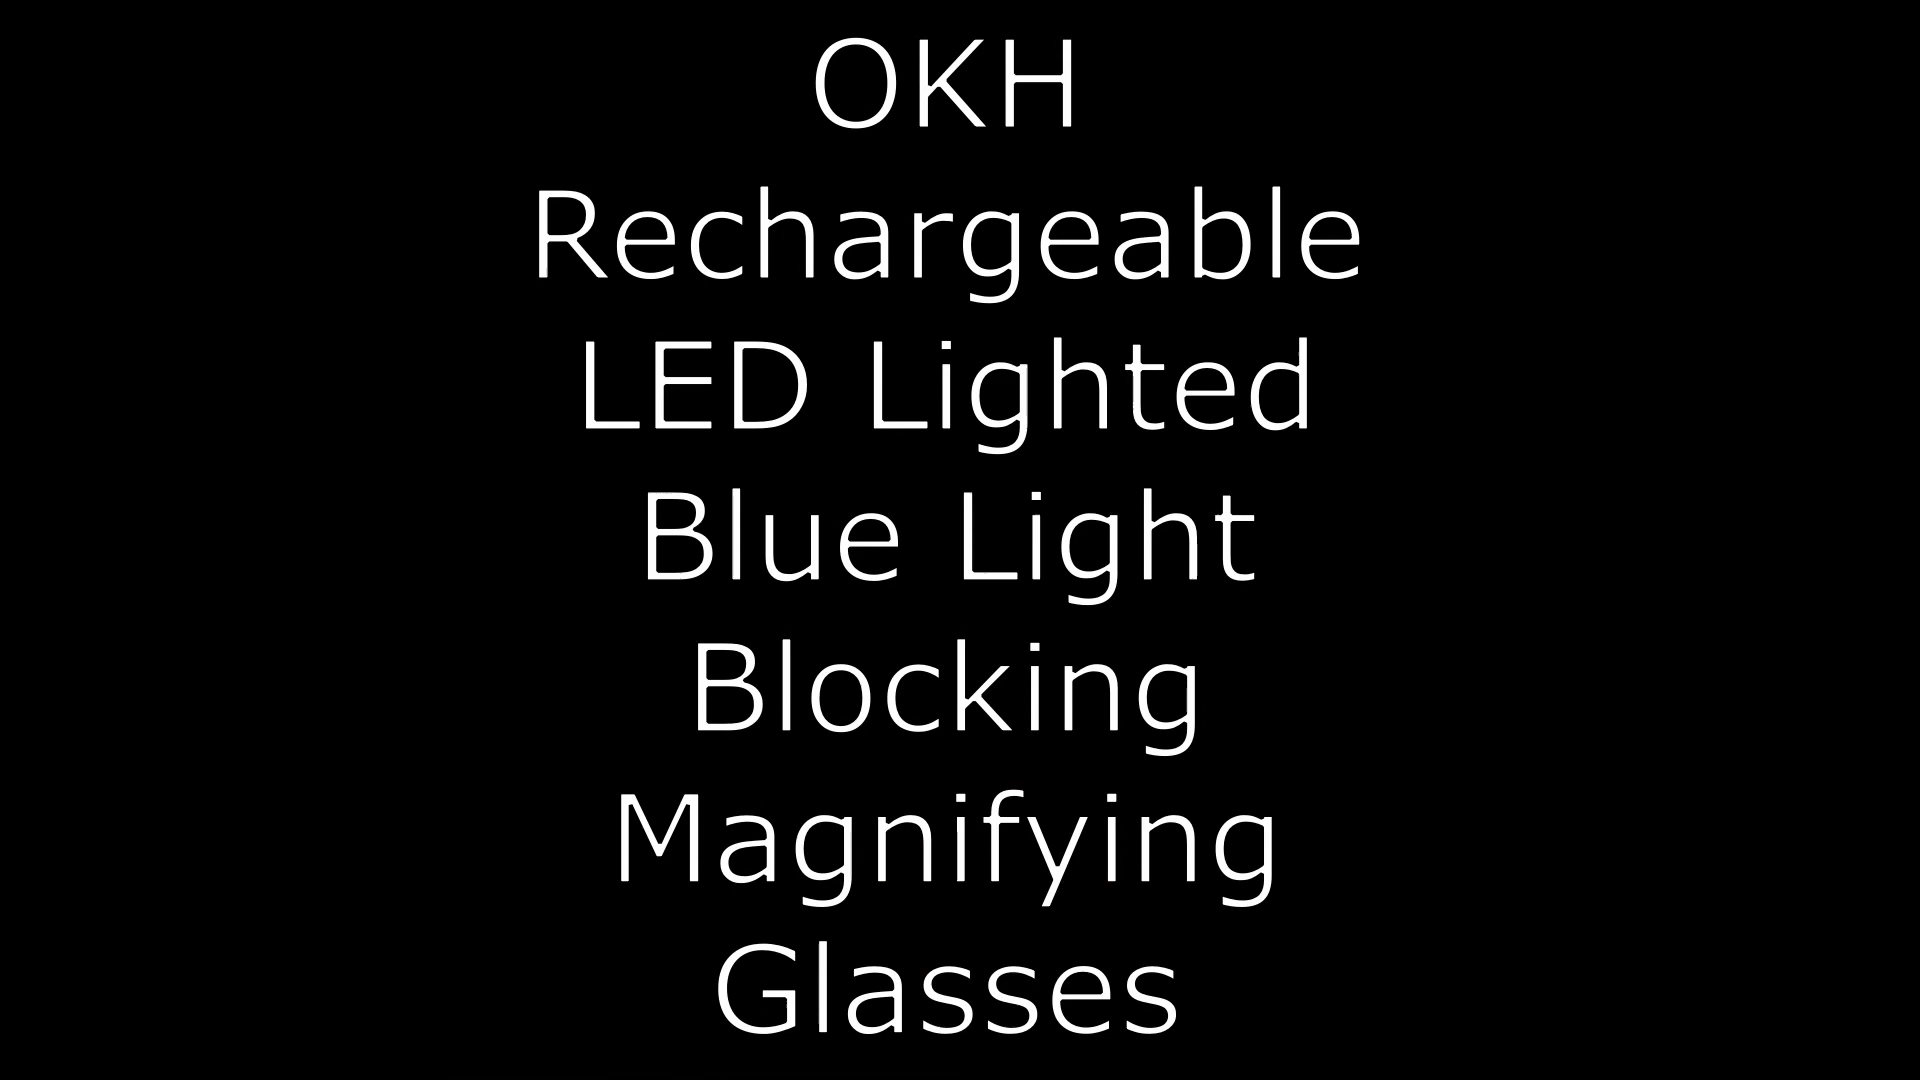 OKH
Rechargeable
LED Lighted
Blue Light
Blocking
Magnifying
Glasses